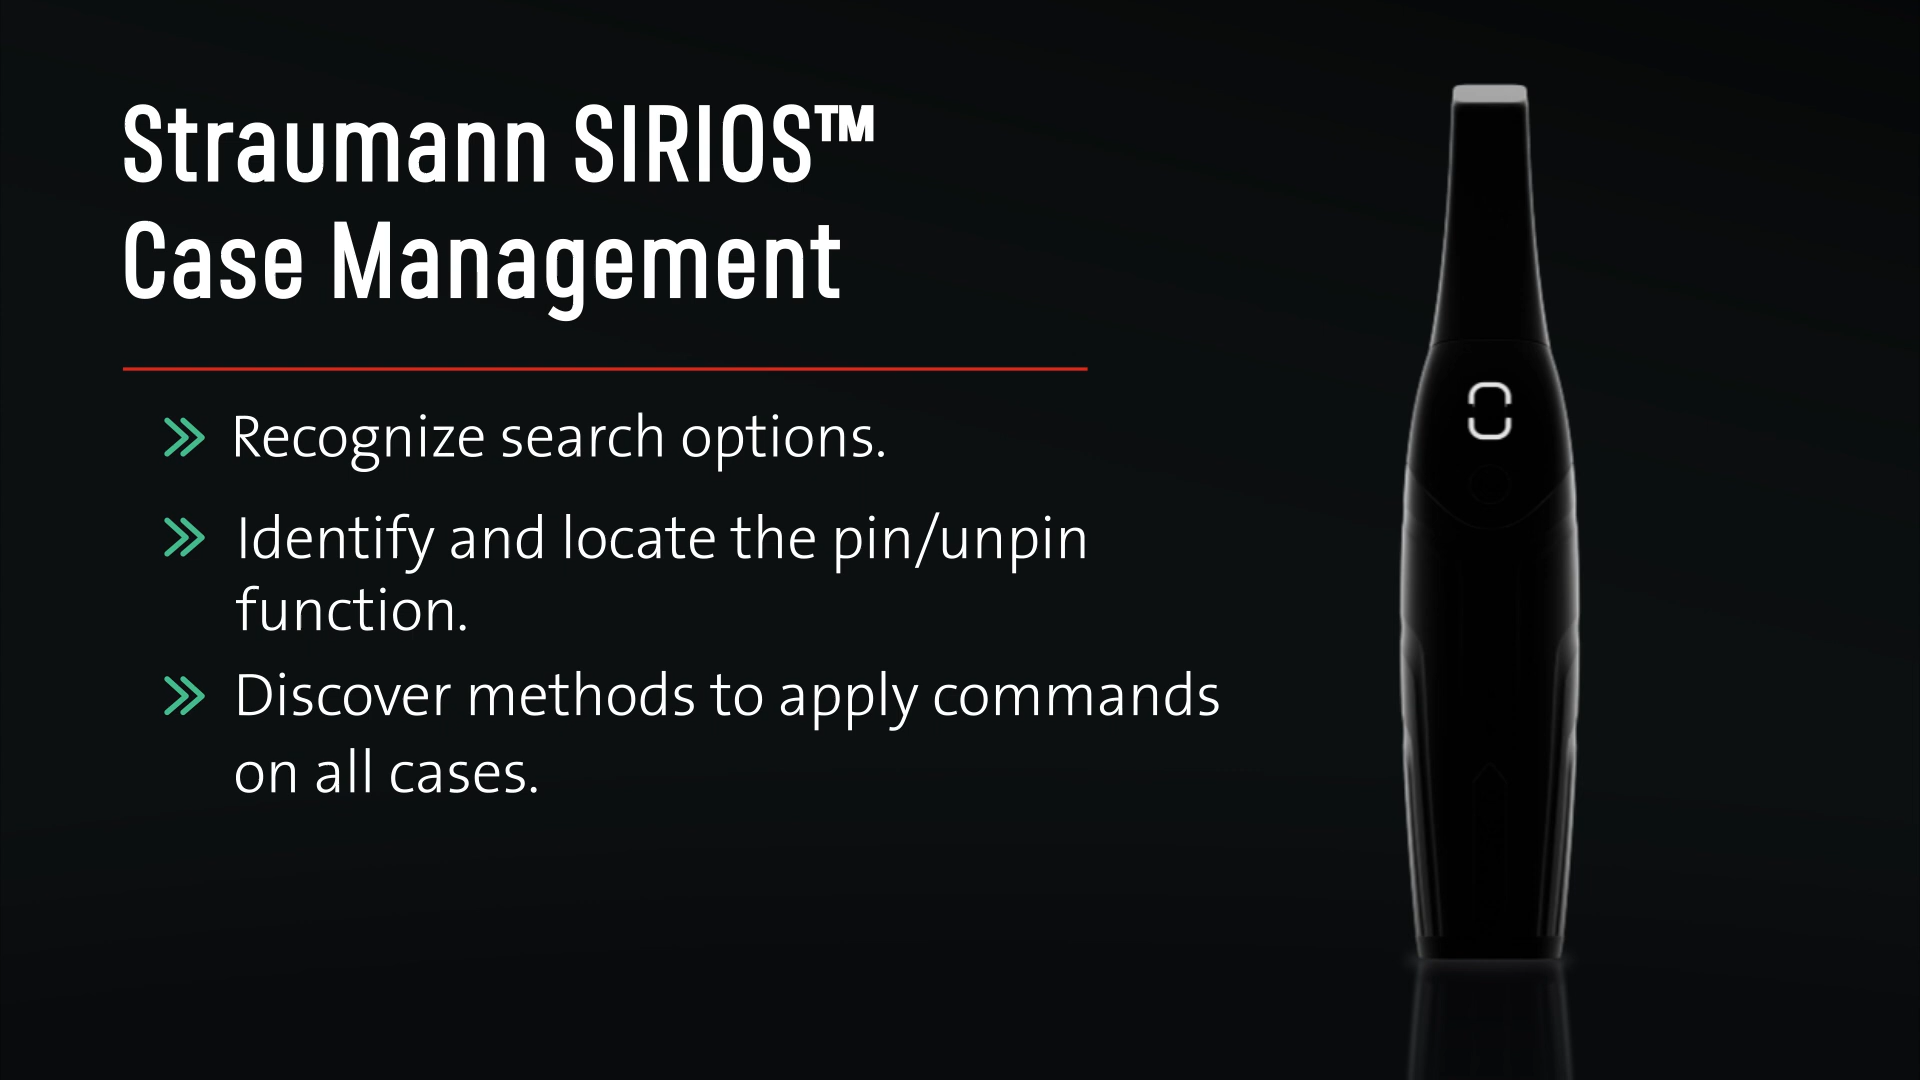 Straumann SIRIOS™
Case Management
Recognize search options.
Identify and locate the pin/unpin
function.
Discover methods to apply commands
on all cases.